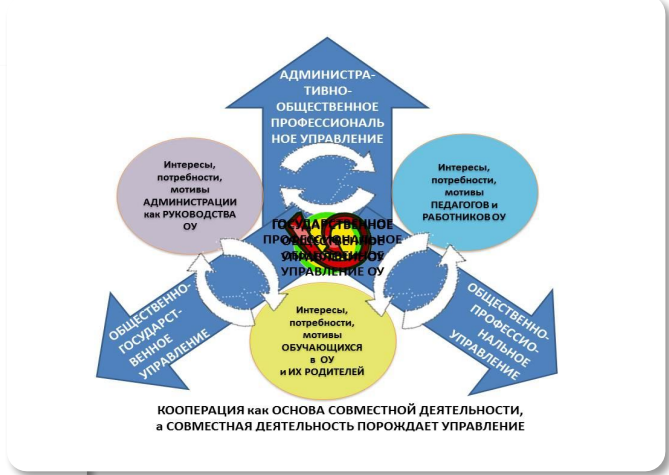 АДМИНИСТРА-
ТИВНО-
ОБЩЕСТВЕННОЕ
ПРОФЕССИОНАЛЬ
НОЕ УПРАВЛЕНИЕ
Интересы,
потребности,
мотивы
АДМИНИСТРАЦИИ
как РУКОВОДСТВА
ОУ
Интересы,
потребности,
мотивы
ПЕДАГОГОВ и
РАБОТНИКОВ ОУ
ГОСУДАРСТВЕННОЕ
УПРАВЛЕНИЕ ОУ
ОБЩЕСТВЕННО-
ГОСУДАРСТ-
ВЕННОЕ
УПРАВЛЕНИЕ
Интересы,
потребности,
мотивы
ОБУЧАЮЩИХСЯ
в ОУ
и ИХ РОДИТЕЛЕЙ
ОБЩЕСТВЕННО-
ПРОФЕССИО-
НАЛЬНОЕ
УПРАВЛЕНИЕ
КООПЕРАЦИЯ как ОСНОВА СОВМЕСТНОЙ ДЕЯТЕЛЬНОСТИ,
а СОВМЕСТНАЯ ДЕЯТЕЛЬНОСТЬ ПОРОЖДАЕТ УПРАВЛЕНИЕ